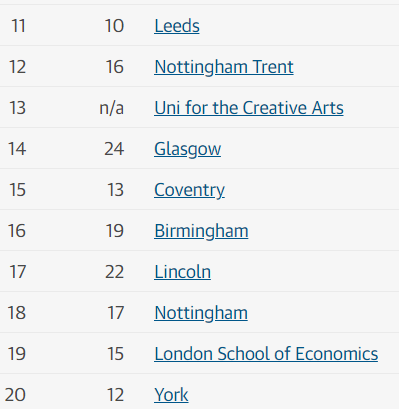 11 10 Leeds
12 16 Nottingham Trent
13 n/a Uni for the Creative Arts
14 24 Glasgow
15 13 Coventry
16 19 Birmingham
17 22 Lincoln
18 17 Nottingham
19 15 London School of Economics
20 12 York